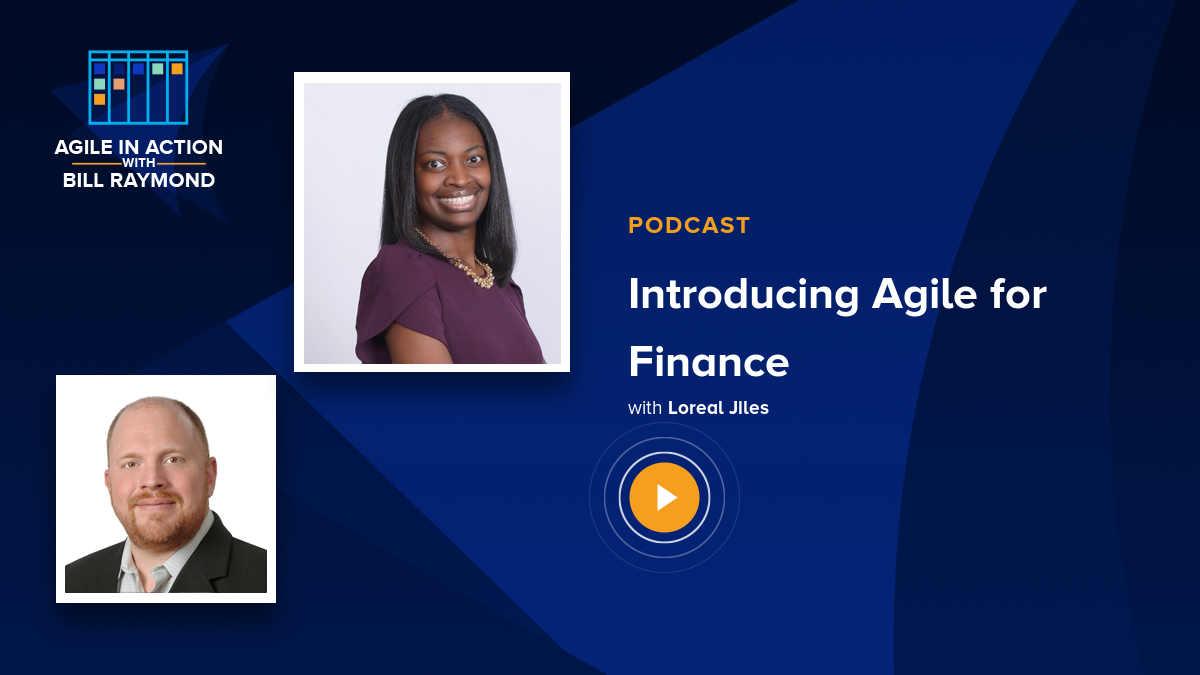 AGILE IN ACTION
WITH
BILL RAYMOND
PODCAST
Introducing Agile for
Finance
with Loreal JIles